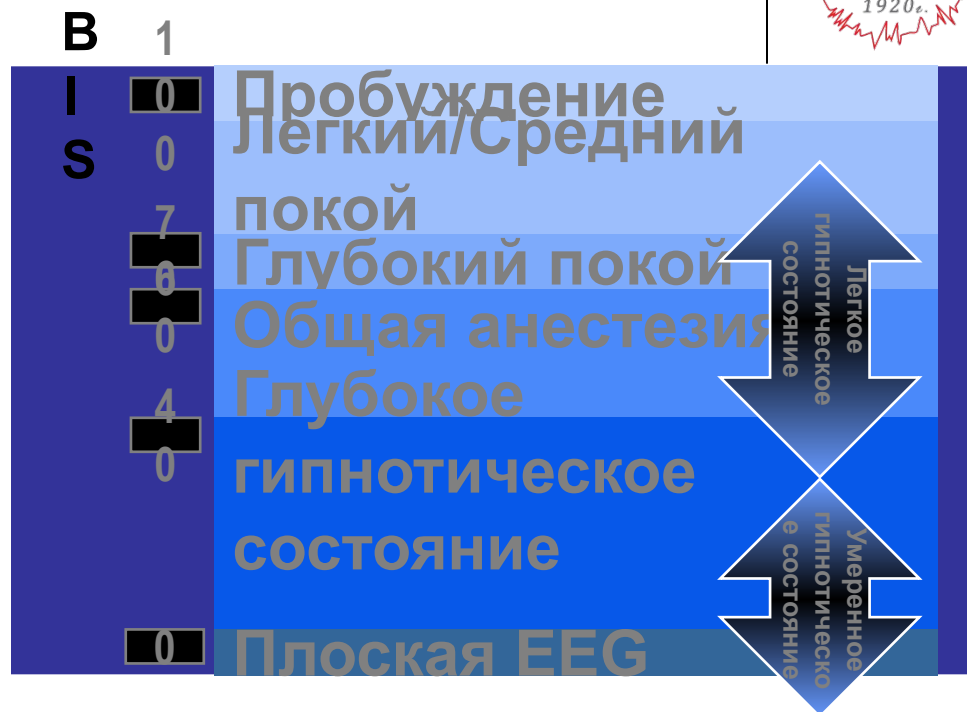 B
I
S
1
0
0
7
0
6
0
4
0
0
Пробуждение
Легкий/Средний
покой
Глубокий покой
Общая анестезия
Глубокое
гипнотическое
состояние
Плоская EEG
Легкое
гипнотическое
состояние
Умеренное
гипнотическо
е состояние
1920г.